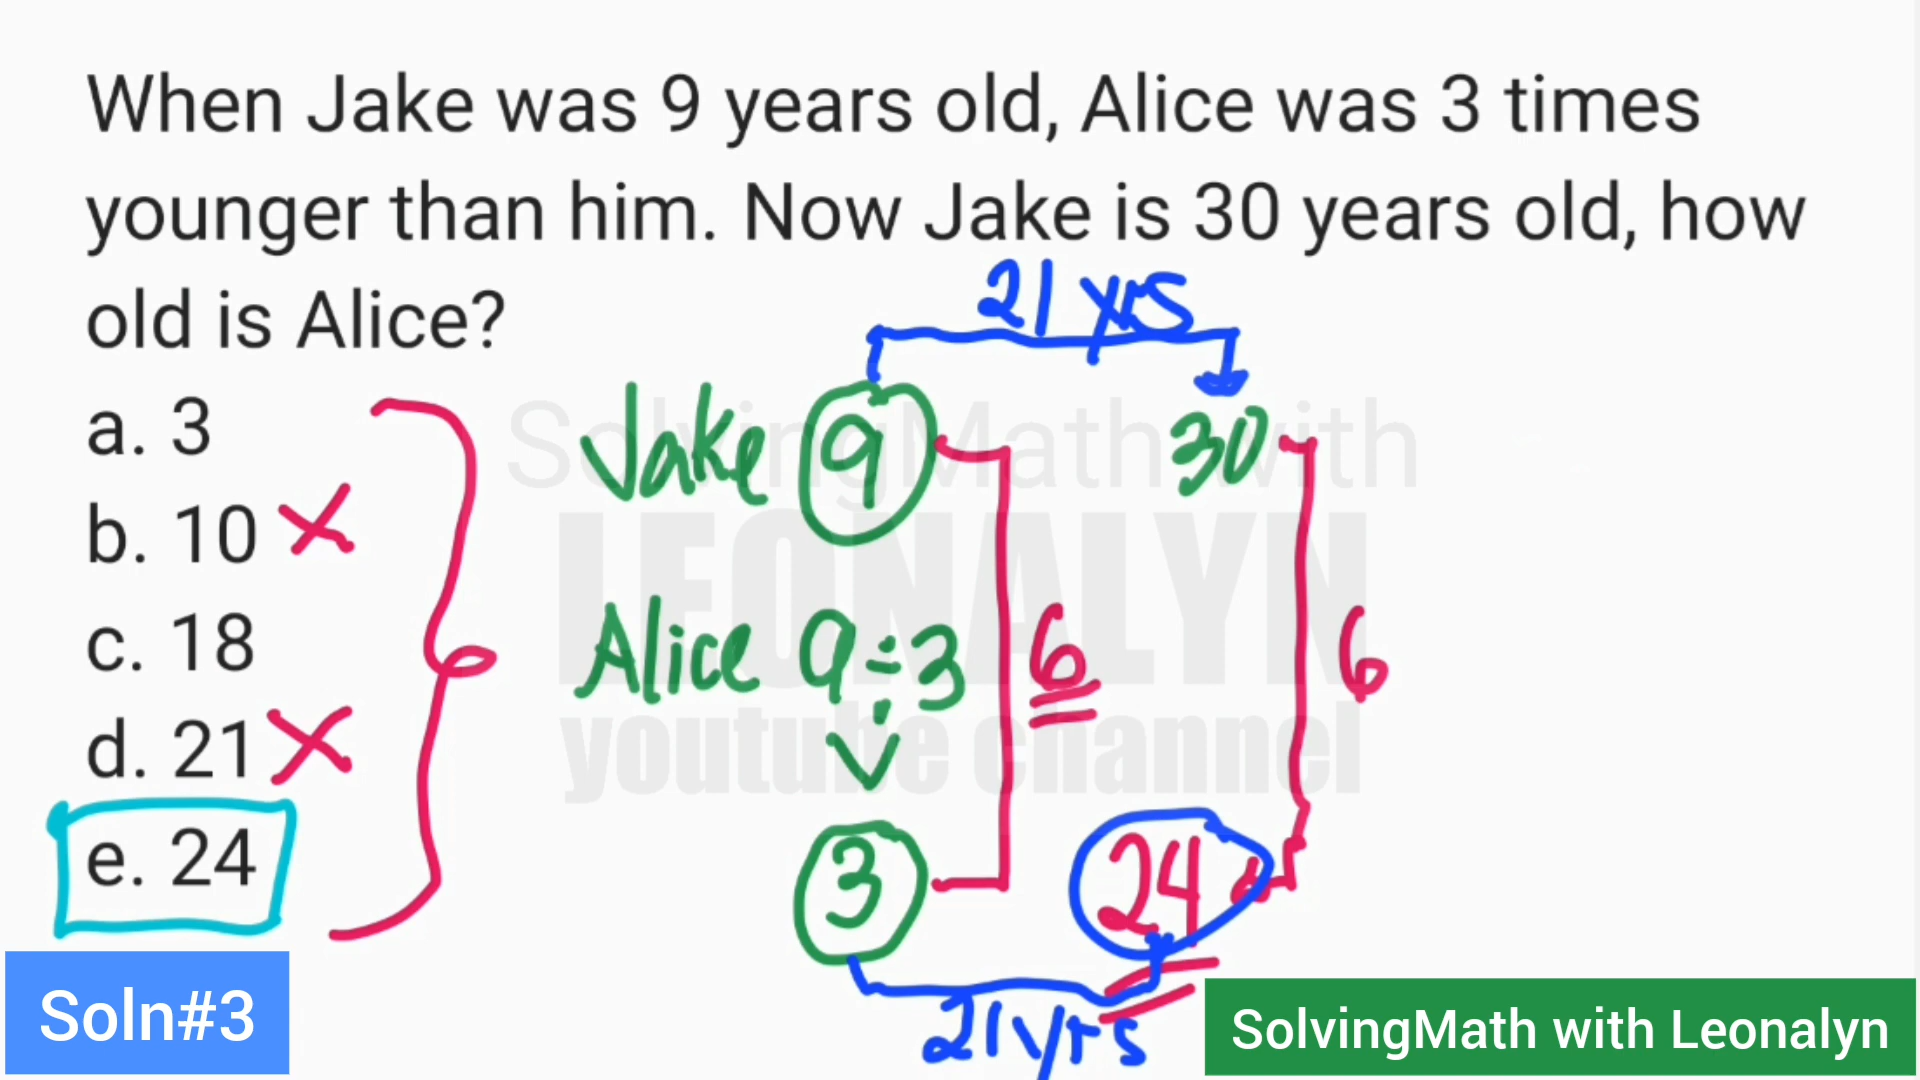 When Jake was 9 years old, Alice was 3 times
younger than him. Now Jake is 30 years old, how
old is Alice?
21 yrs
a. 3
b. 10
c. 18
d. 21
e. 24
Jake 9 30
Alice 9÷3 6 6
3 24
21 yrs
SolvingMath with
LEONALYN
youtube channel
Soln#3
SolvingMath with Leonalyn